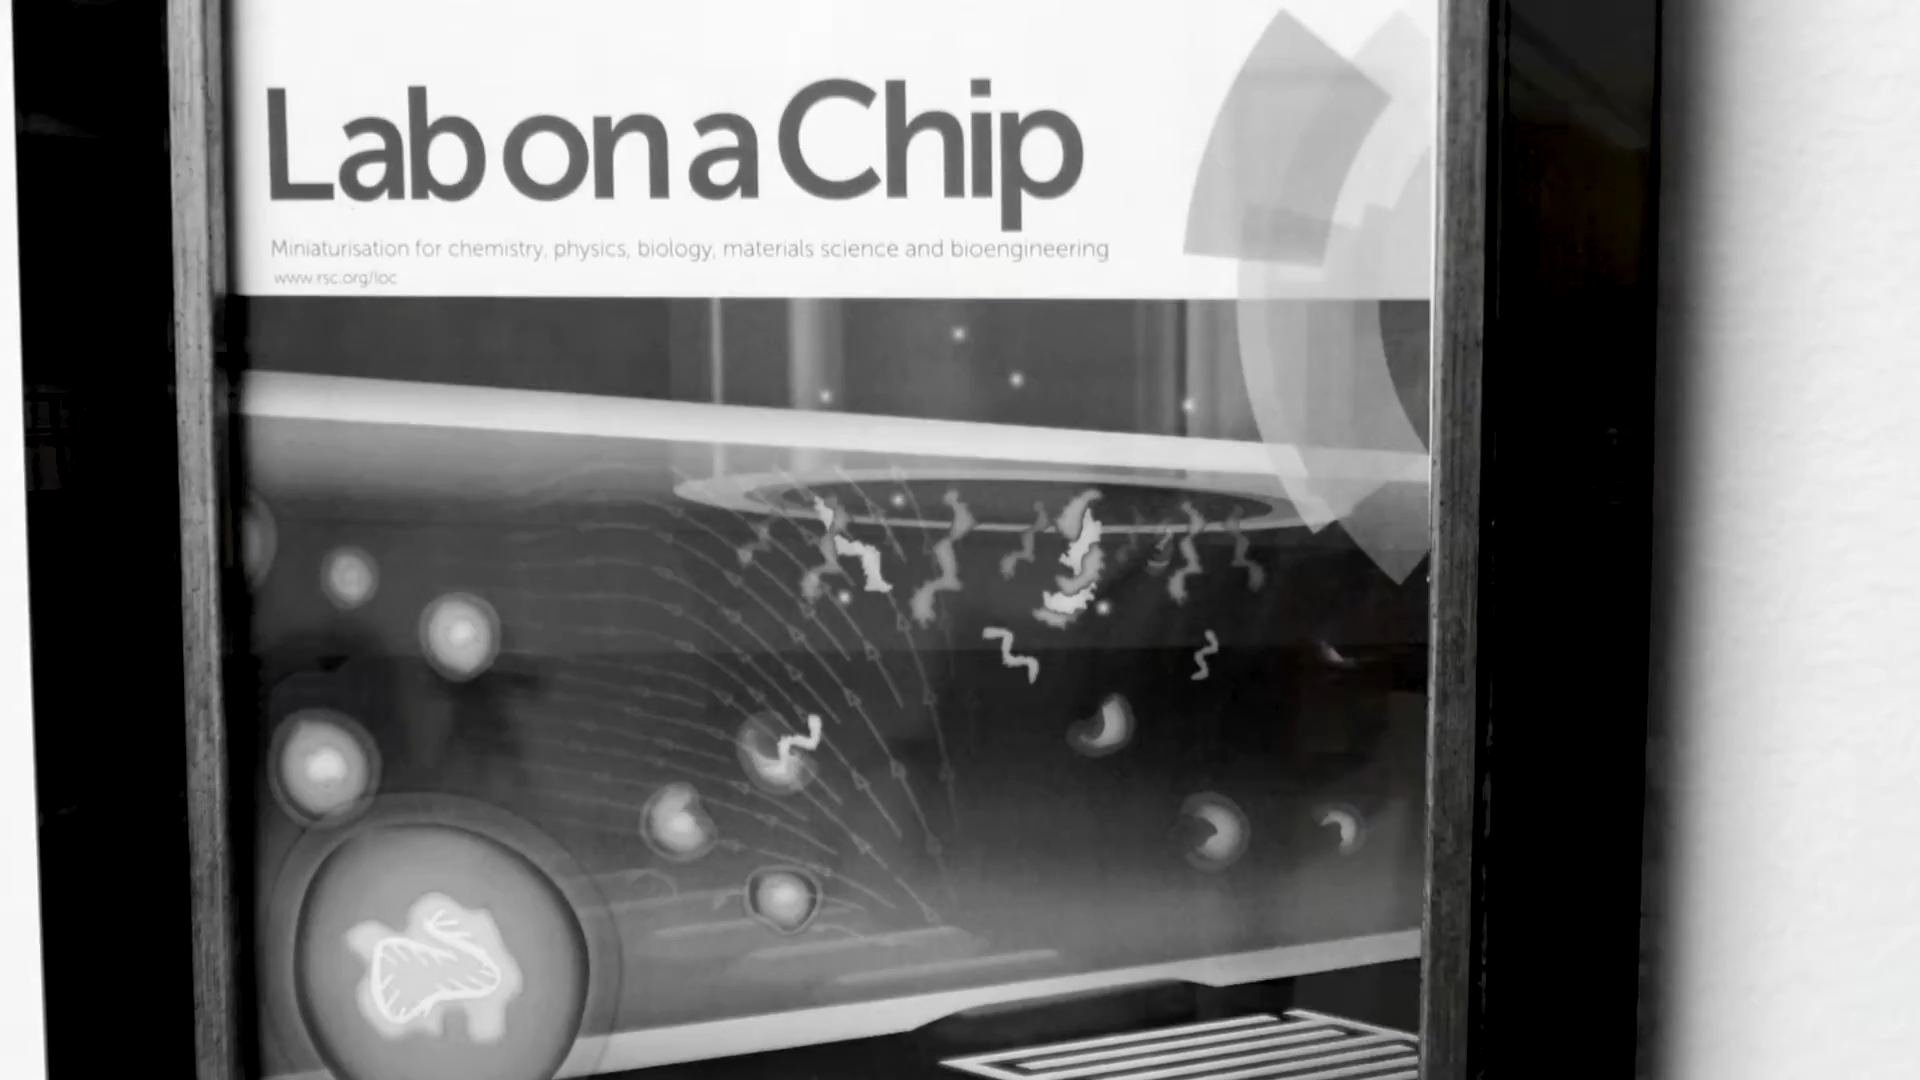 Lab on a Chip
Miniaturisation for chemistry, physics, biology, materials science and bioengineering
www.rsc.org/loc